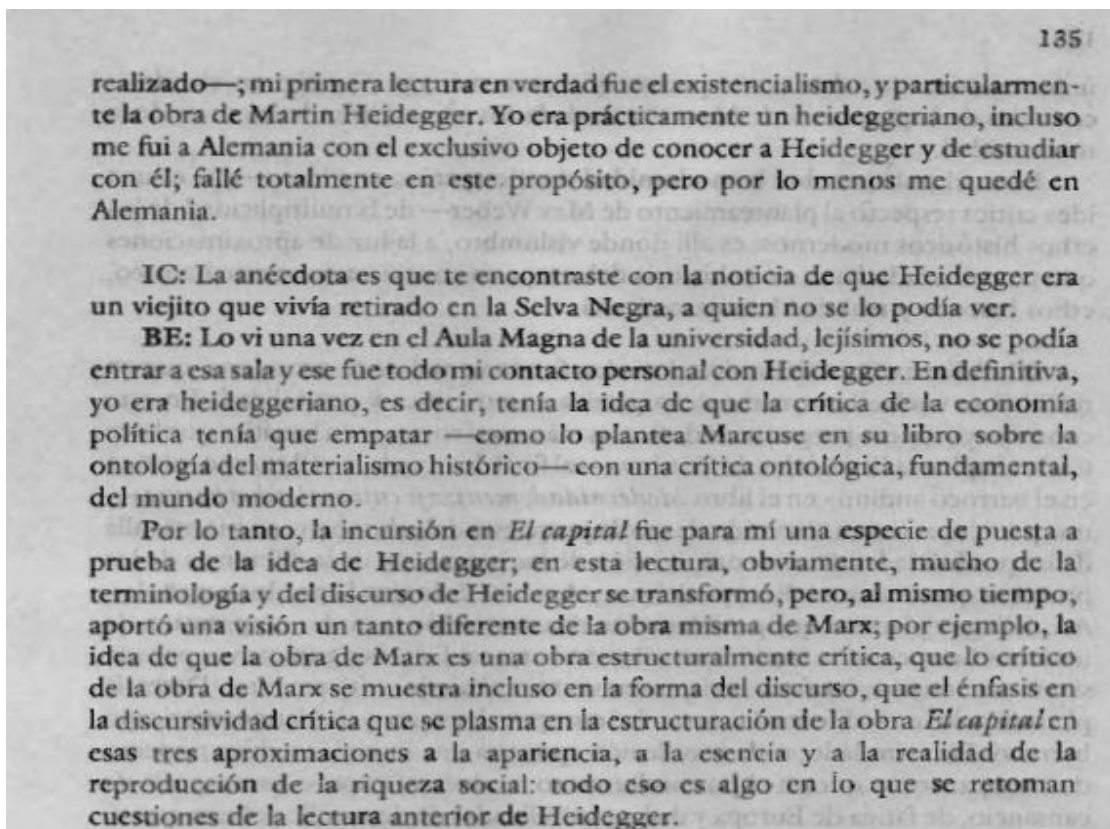 135
realizado—; mi primera lectura en verdad fue el existencialismo, y particularmen-
te la obra de Martin Heidegger. Yo era prácticamente un heideggeriano, incluso
me fui a Alemania con el exclusivo objeto de conocer a Heidegger y de estudiar
con él; fallé totalmente en este propósito, pero por lo menos me quedé en
Alemania.
IC: La anécdota es que te encontraste con la noticia de que Heidegger era
un viejito que vivía retirado en la Selva Negra, a quien no se lo podía ver.
BE: Lo vi una vez en el Aula Magna de la universidad, lejísimos, no se podía
entrar a esa sala y ese fue todo mi contacto personal con Heidegger. En definitiva,
yo era heideggeriano, es decir, tenía la idea de que la crítica de la economía
política tenía que empatar —como lo plantea Marcuse en su libro sobre la
ontología del materialismo histórico— con una crítica ontológica, fundamental,
del mundo moderno.
Por lo tanto, la incursión en El capital fue para mí una especie de puesta a
prueba de la idea de Heidegger; en esta lectura, obviamente, mucho de la
terminología y del discurso de Heidegger se transformó, pero, al mismo tiempo,
aportó una visión un tanto diferente de la obra misma de Marx; por ejemplo, la
idea de que la obra de Marx es una obra estructuralmente crítica, que lo crítico
de la obra de Marx se muestra incluso en la forma del discurso, que el énfasis en
la discursividad crítica que se plasma en la estructuración de la obra El capital en
esas tres aproximaciones a la apariencia, a la esencia y a la realidad de la
reproducción de la riqueza social: todo eso es algo en lo que se retoman
cuestiones de la lectura anterior de Heidegger.